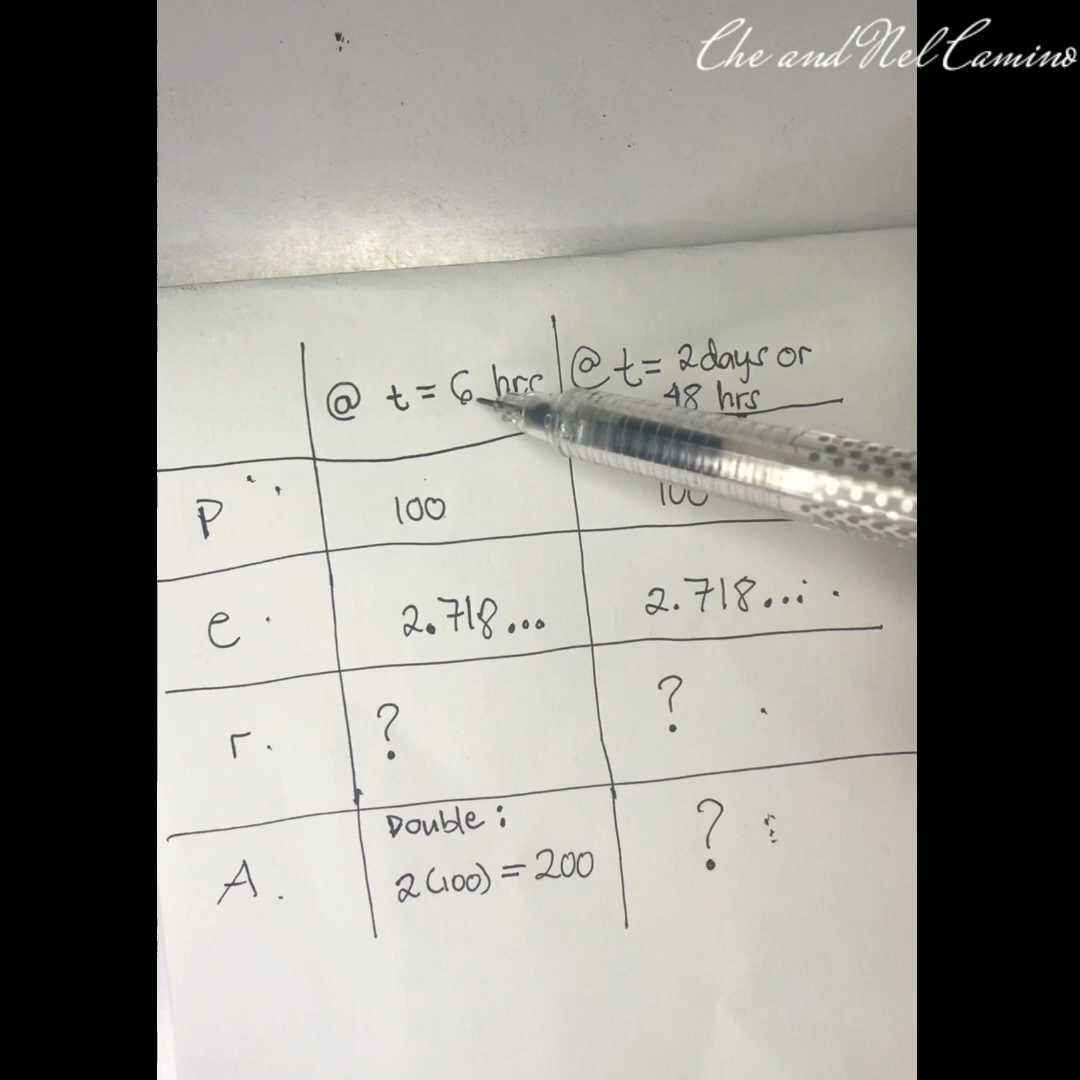 Che and Nel Camino
@ t = 6 hrs
@ t = 2 days or
48 hrs
P
100
100
e
2.718...
2.718...
r.
?
?
A.
Double:
2(100) = 200
?